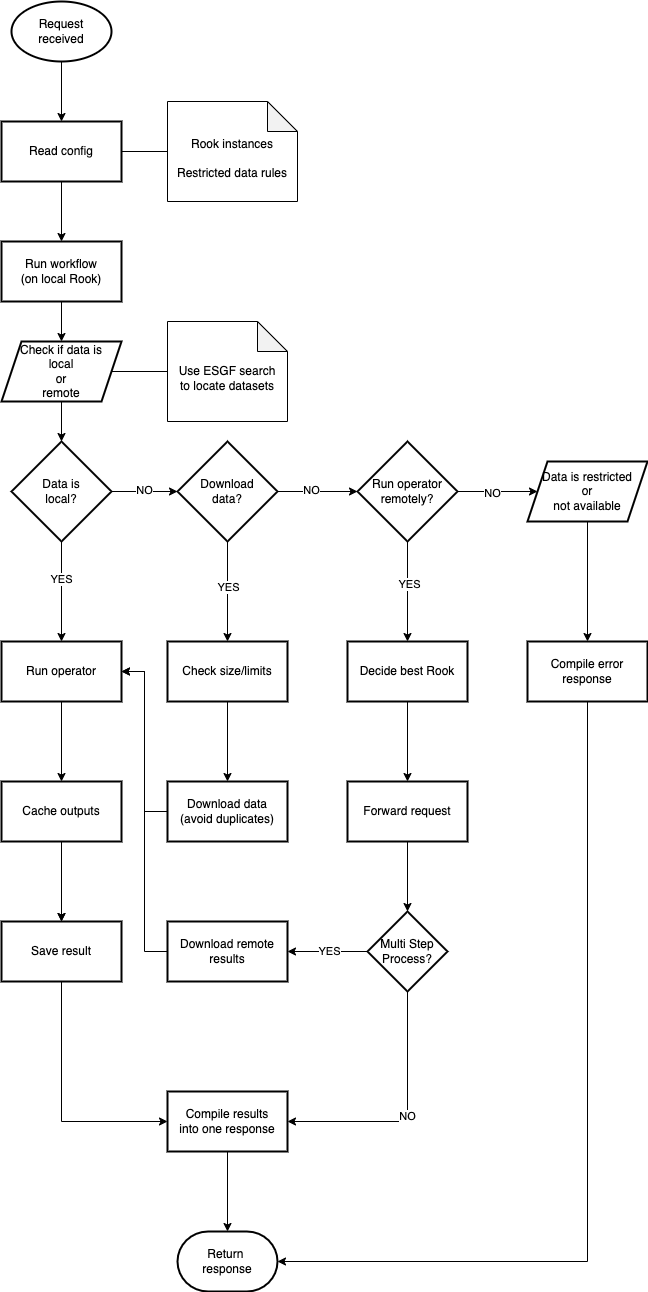 Request
received
Read config
Rook instances
Restricted data rules
Run workflow
(on local Rook)
Check if data is
local
or
remote
Use ESGF search
to locate datasets
Data is
local?
NO
Download
data?
NO
Run operator
remotely?
NO
Data is restricted
or
not available
YES
YES
YES
Run operator
Check size/limits
Decide best Rook
Compile error
response
Cache outputs
Download data
(avoid duplicates)
Forward request
Save result
Download remote
results
YES
Multi Step
Process?
Compile results
into one response
NO
Return
response